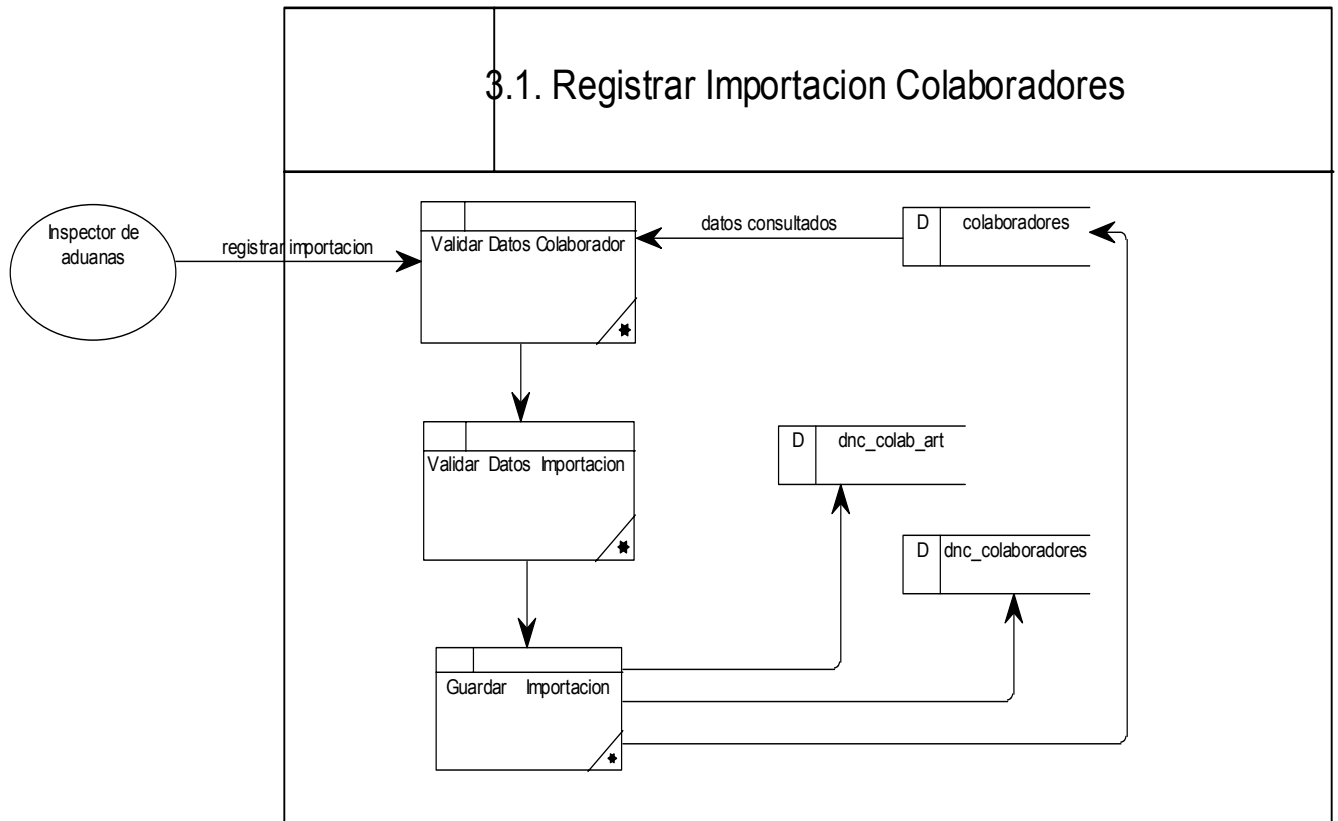 3.1. Registrar Importacion Colaboradores
Inspector de
aduanas
registrar importacion
Validar Datos Colaborador
datos consultados
D colaboradores
Validar Datos Importacion
D dnc_colab_art
D dnc_colaboradores
Guardar Importacion